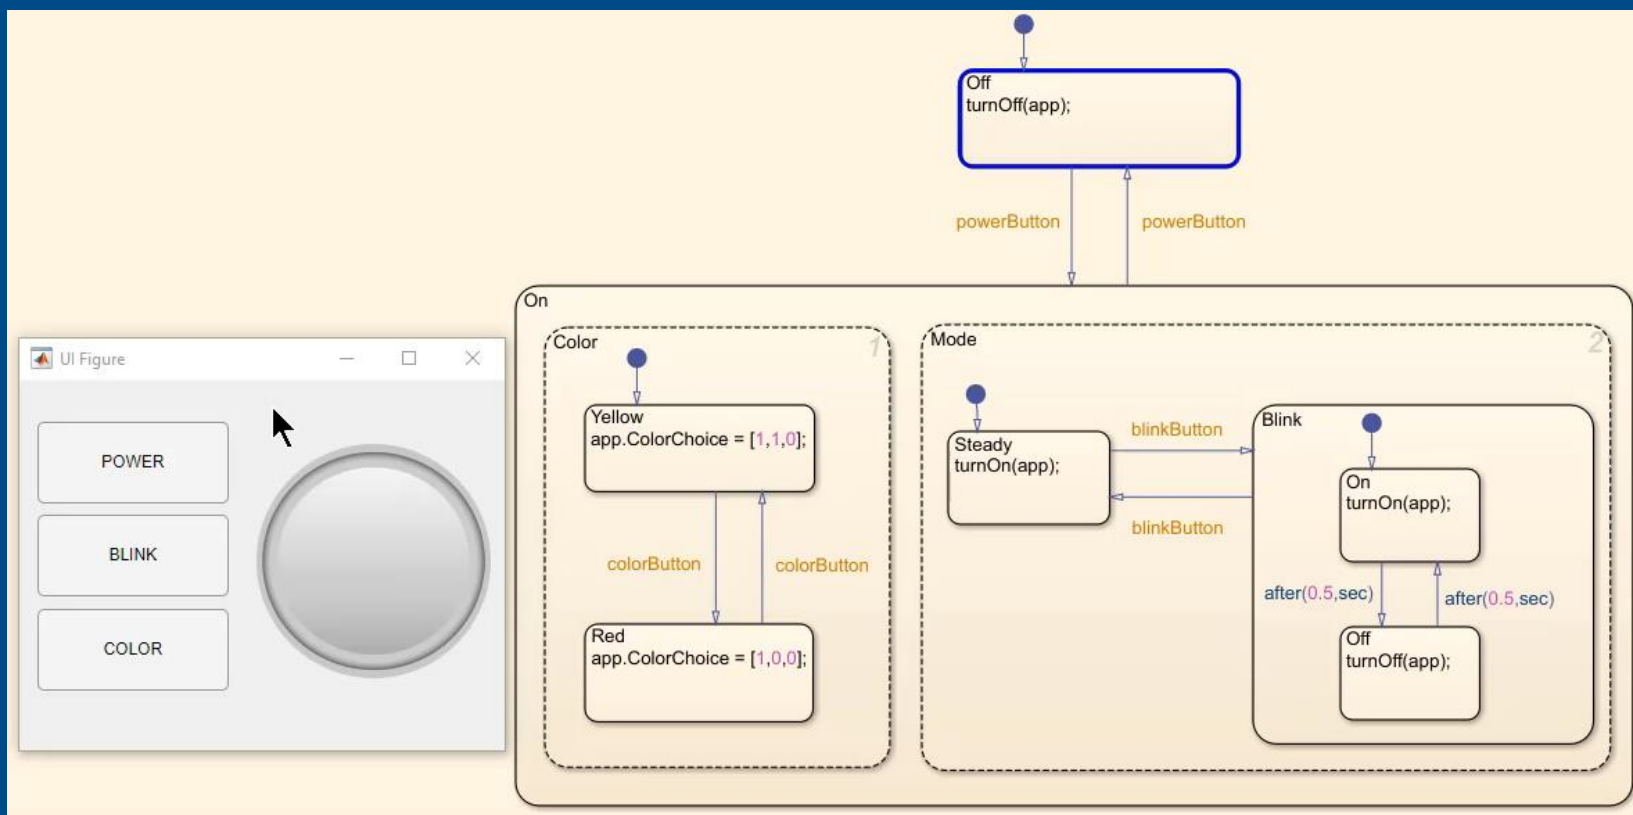 Off
turnOff(app);
powerButton
powerButton
On
UI Figure
POWER
BLINK
COLOR
Color
1
Yellow
app.ColorChoice = [1,1,0];
colorButton
colorButton
Red
app.ColorChoice = [1,0,0];
Mode
2
Steady
turnOn(app);
blinkButton
blinkButton
Blink
On
turnOn(app);
after(0.5,sec)
after(0.5,sec)
Off
turnOff(app);